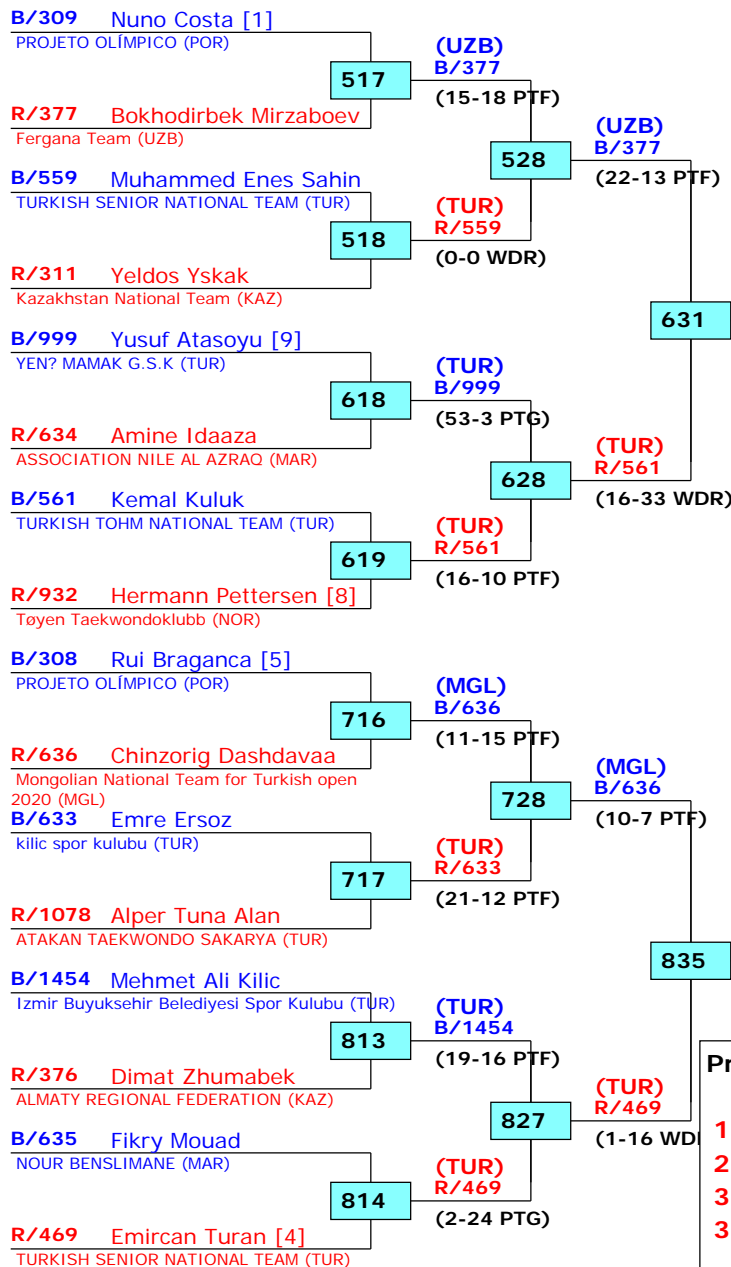 B/309 Nuno Costa [1]
PROJETO OLÍMPICO (POR)
517
(UZB)
B/377
(15-18 PTF)
R/377 Bokhodirbek Mirzaboev
Fergana Team (UZB)
528
(UZB)
B/377
(22-13 PTF)
B/559 Muhammed Enes Sahin
TURKISH SENIOR NATIONAL TEAM (TUR)
518
(TUR)
R/559
(0-0 WDR)
R/311 Yeldos Yskak
Kazakhstan National Team (KAZ)
631
B/999 Yusuf Atasoyu [9]
YEN? MAMAK G.S.K (TUR)
618
(TUR)
B/999
(53-3 PTG)
R/634 Amine Idaaza
ASSOCIATION NILE AL AZRAQ (MAR)
628
(TUR)
R/561
(16-33 WDR)
B/561 Kemal Kuluk
TURKISH TOHM NATIONAL TEAM (TUR)
619
(TUR)
R/561
(16-10 PTF)
R/932 Hermann Pettersen [8]
Tøyen Taekwondoklubb (NOR)
B/308 Rui Braganca [5]
PROJETO OLÍMPICO (POR)
716
(MGL)
B/636
(11-15 PTF)
R/636 Chinzorig Dashdavaa
Mongolian National Team for Turkish open
2020 (MGL)
728
(MGL)
B/636
(10-7 PTF)
B/633 Emre Ersoz
kilic spor kulubu (TUR)
717
(TUR)
R/633
(21-12 PTF)
R/1078 Alper Tuna Alan
ATAKAN TAEKWONDO SAKARYA (TUR)
835
B/1454 Mehmet Ali Kilic
Izmir Buyuksehir Belediyesi Spor Kulubu (TUR)
813
(TUR)
B/1454
(19-16 PTF)
R/376 Dimat Zhumabek
ALMATY REGIONAL FEDERATION (KAZ)
827
(TUR)
R/469
(1-16
B/635 Fikry Mouad
NOUR BENSLIMANE (MAR)
814
(TUR)
R/469
(2-24 PTG)
R/469 Emircan Turan [4]
TURKISH SENIOR NATIONAL TEAM (TUR)
1
2
3
3